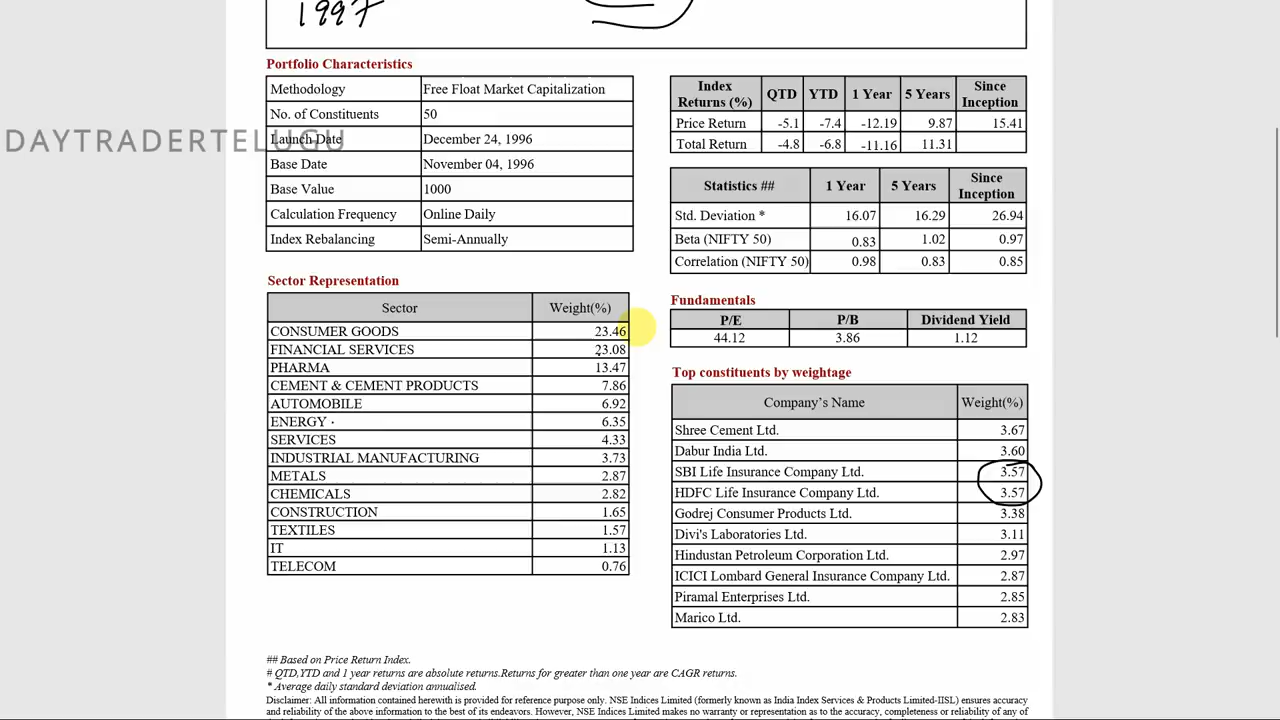 1997
Portfolio Characteristics
Methodology Free Float Market Capitalization
No. of Constituents 50
Launch Date December 24, 1996
Base Date November 04, 1996
Base Value 1000
Calculation Frequency Online Daily
Index Rebalancing Semi-Annually
DAYTRADERTELUGU
Index Returns (%) QTD YTD 1 Year 5 Years Since Inception
Price Return -5.1 -7.4 -12.19 9.87 15.41
Total Return -4.8 -6.8 -11.16 11.31
Statistics ## 1 Year 5 Years Since Inception
Std. Deviation * 16.07 16.29 26.94
Beta (NIFTY 50) 0.83 1.02 0.97
Correlation (NIFTY 50) 0.98 0.83 0.85
Sector Representation
Sector Weight(%)
CONSUMER GOODS 23.46
FINANCIAL SERVICES 23.08
PHARMA 13.47
CEMENT & CEMENT PRODUCTS 7.86
AUTOMOBILE 6.92
ENERGY 6.35
SERVICES 4.33
INDUSTRIAL MANUFACTURING 3.73
METALS 2.87
CHEMICALS 2.82
CONSTRUCTION 1.65
TEXTILES 1.57
IT 1.13
TELECOM 0.76
Fundamentals
P/E P/B Dividend Yield
44.12 3.86 1.12
Top constituents by weightage
Company's Name Weight(%)
Shree Cement Ltd. 3.67
Dabur India Ltd. 3.60
SBI Life Insurance Company Ltd. 3.57
HDFC Life Insurance Company Ltd. 3.57
Godrej Consumer Products Ltd. 3.38
Divi's Laboratories Ltd. 3.11
Hindustan Petroleum Corporation Ltd. 2.97
ICICI Lombard General Insurance Company Ltd. 2.87
Piramal Enterprises Ltd. 2.85
Marico Ltd. 2.83
## Based on Price Return Index.
# QTD,YTD and 1 year returns are absolute returns.Returns for greater than one year are CAGR returns.
* Average daily standard deviation annualised.
Disclaimer: All information contained herewith is provided for reference purpose only. NSE Indices Limited (formerly known as India Index Services & Products Limited-IISL) ensures accuracy
and reliability of the above information to the best of its endeavors. However, NSE Indices Limited makes no warranty or representation as to the accuracy, completeness or reliability of any of